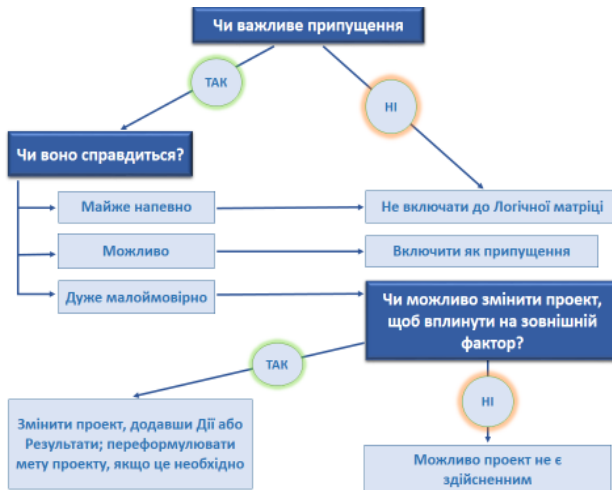 Чи важливе припущення
ТАК
НІ
Чи воно справдиться?
Майже напевно
Не включати до Логічної матриці
Можливо
Включити як припущення
Дуже малоймовірно
Чи можливо змінити проект,
щоб вплинути на зовнішній
фактор?
ТАК
НІ
Змінити проект, додавши Дії або
Результати; переформулювати
мету проекту, якщо це необхідно
Можливо проект не є
здійсненним